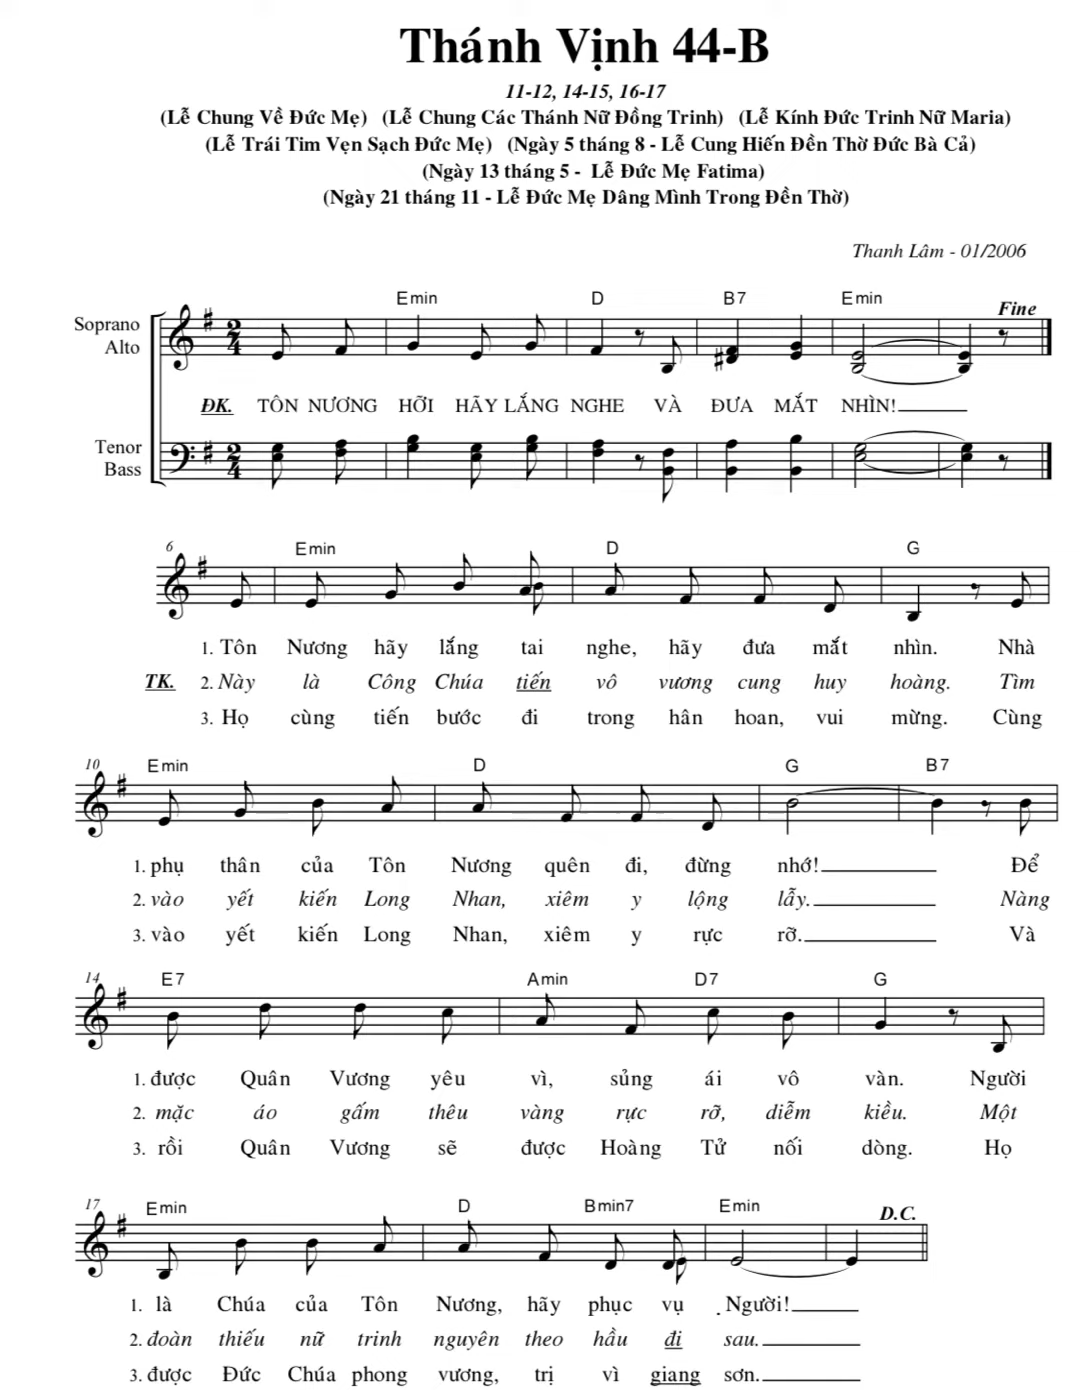 Thánh Vịnh 44-B
11-12, 14-15, 16-17
(Lễ Chung Về Đức Mẹ) (Lễ Chung Các Thánh Nữ Đồng Trinh) (Lễ Kính Đức Trinh Nữ Maria)
(Lễ Trái Tim Vẹn Sạch Đức Mẹ) (Ngày 5 tháng 8 - Lễ Cung Hiến Đền Thờ Đức Bà Cả)
(Ngày 13 tháng 5 - Lễ Đức Mẹ Fatima)
(Ngày 21 tháng 11 - Lễ Đức Mẹ Dâng Mình Trong Đền Thờ)
Thanh Lâm - 01/2006
Emin D B7 Emin Fine
Soprano
Alto
2
4
ĐK. TÔN NƯƠNG HỠI HÃY LẮNG NGHE VÀ ĐƯA MẮT NHÌN!
Tenor
Bass
2
4
6 Emin D G
1. Tôn Nương hãy lắng tai nghe, hãy đưa mắt nhìn. Nhà
TK. 2. Này là Công Chúa tiến vô vương cung huy hoàng. Tìm
3. Họ cùng tiến bước đi trong hân hoan, vui mừng. Cùng
10 Emin D G B7
1. phụ thân của Tôn Nương quên đi, đừng nhớ! Để
2. vào yết kiến Long Nhan, xiêm y lộng lẫy. Nàng
3. vào yết kiến Long Nhan, xiêm y rực rỡ. Và
14 E7 Amin D7 G
1. được Quân Vương yêu vì, sủng ái vô vàn. Người
2. mặc áo gấm thêu vàng rực rỡ, diễm kiều. Một
3. rồi Quân Vương sẽ được Hoàng Tử nối dòng. Họ
17 Emin D Bmin7 Emin D.C.
1. là Chúa của Tôn Nương, hãy phục vụ Người!
2. đoàn thiếu nữ trinh nguyên theo hầu đi sau.
3. được Đức Chúa phong vương, trị vì giang sơn.